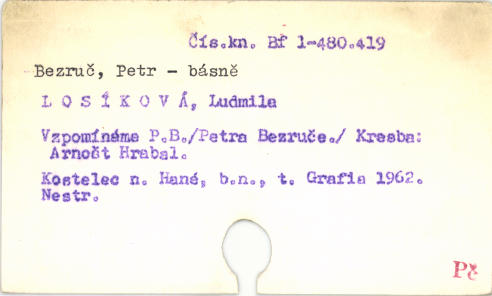 Čís.kn. Bf 1-480.419
Bezruč, Petr - básně
L O S Í K O V Á, Ludmila
Vzpomínáme P.B./Petra Bezruče./ Kresba:
Arnošt Hrabal.
Kostelec n. Hané, b.n., t. Grafia 1962.
Nestr.
Pč